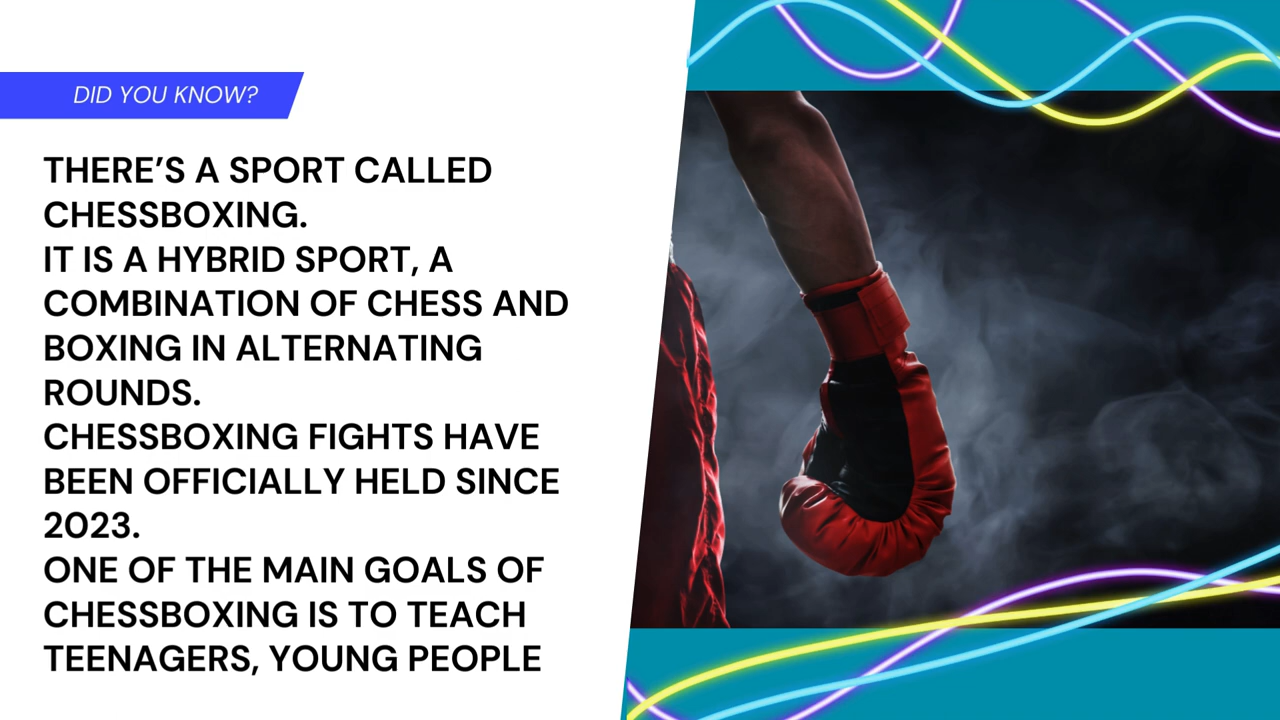 DID YOU KNOW?
THERE’S A SPORT CALLED
CHESSBOXING.
IT IS A HYBRID SPORT, A
COMBINATION OF CHESS AND
BOXING IN ALTERNATING
ROUNDS.
CHESSBOXING FIGHTS HAVE
BEEN OFFICIALLY HELD SINCE
2023.
ONE OF THE MAIN GOALS OF
CHESSBOXING IS TO TEACH
TEENAGERS, YOUNG PEOPLE